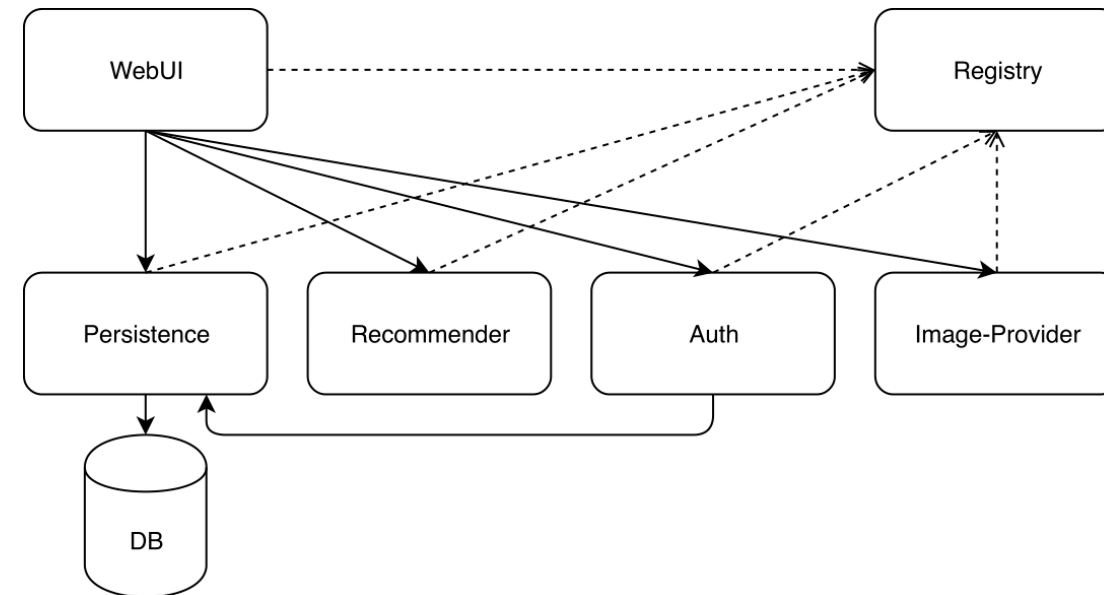 WebUI
Registry
Persistence
Recommender
Auth
Image-Provider
DB